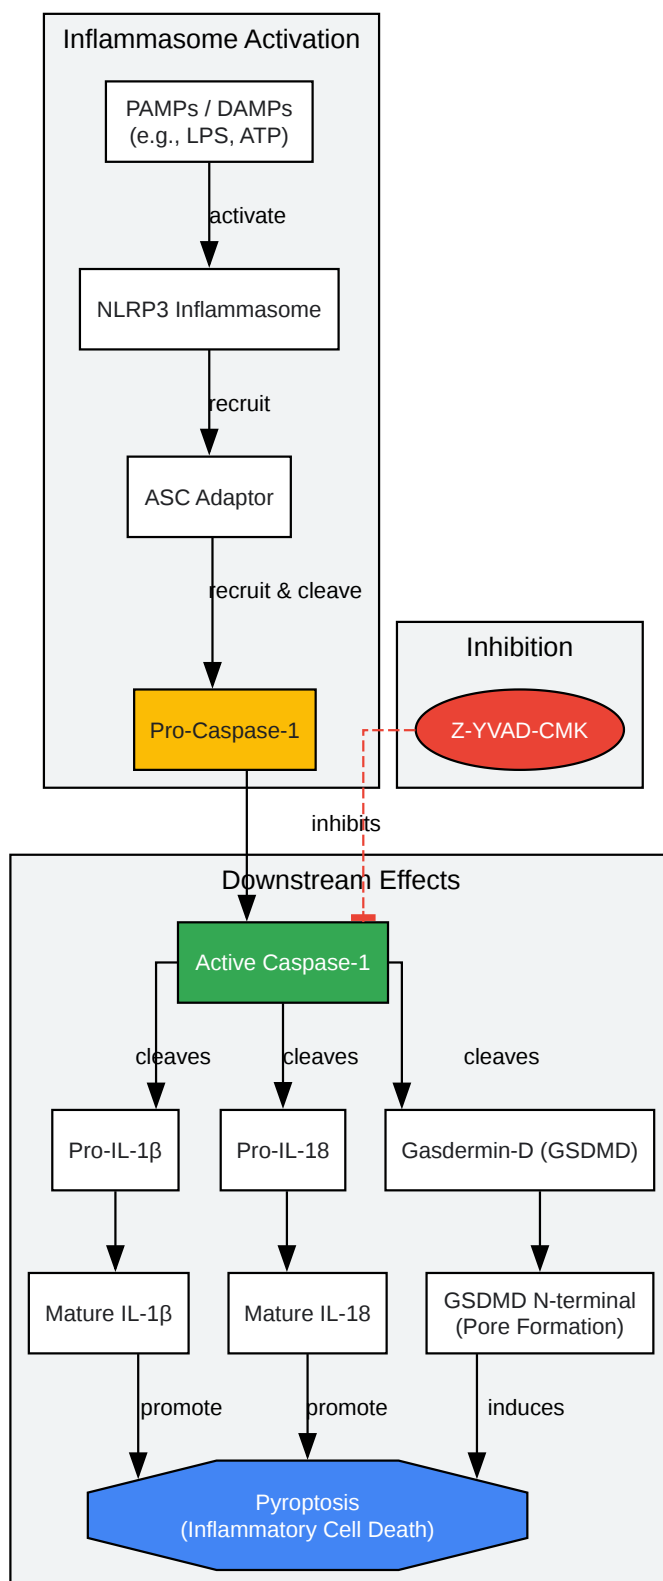 Inflammasome Activation
PAMPs / DAMPs
(e.g., LPS, ATP)
activate
NLRP3 Inflammasome
recruit
ASC Adaptor
recruit & cleave
Pro-Caspase-1
Inhibition
Z-YVAD-CMK
inhibits
Downstream Effects
Active Caspase-1
cleaves
cleaves
cleaves
Pro-IL-1β
Pro-IL-18
Gasdermin-D (GSDMD)
Mature IL-1β
Mature IL-18
GSDMD N-terminal
(Pore Formation)
promote
promote
induces
Pyroptosis
(Inflammatory Cell Death)